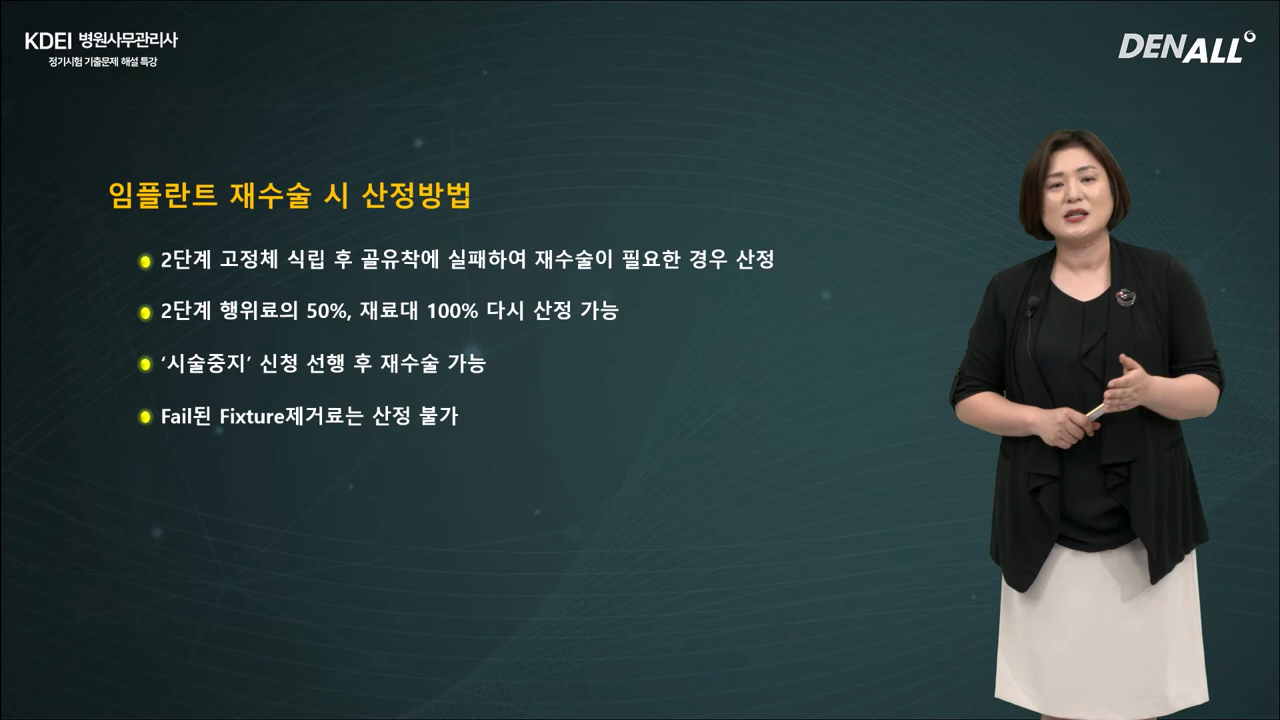 KDEI 병원사무관리사
정기시험 기출문제 해설 특강
DENALL
임플란트 재수술 시 산정방법
2단계 고정체 식립 후 골유착에 실패하여 재수술이 필요한 경우 산정
2단계 행위료의 50%, 재료대 100% 다시 산정 가능
‘시술중지’ 신청 선행 후 재수술 가능
Fail된 Fixture제거료는 산정 불가